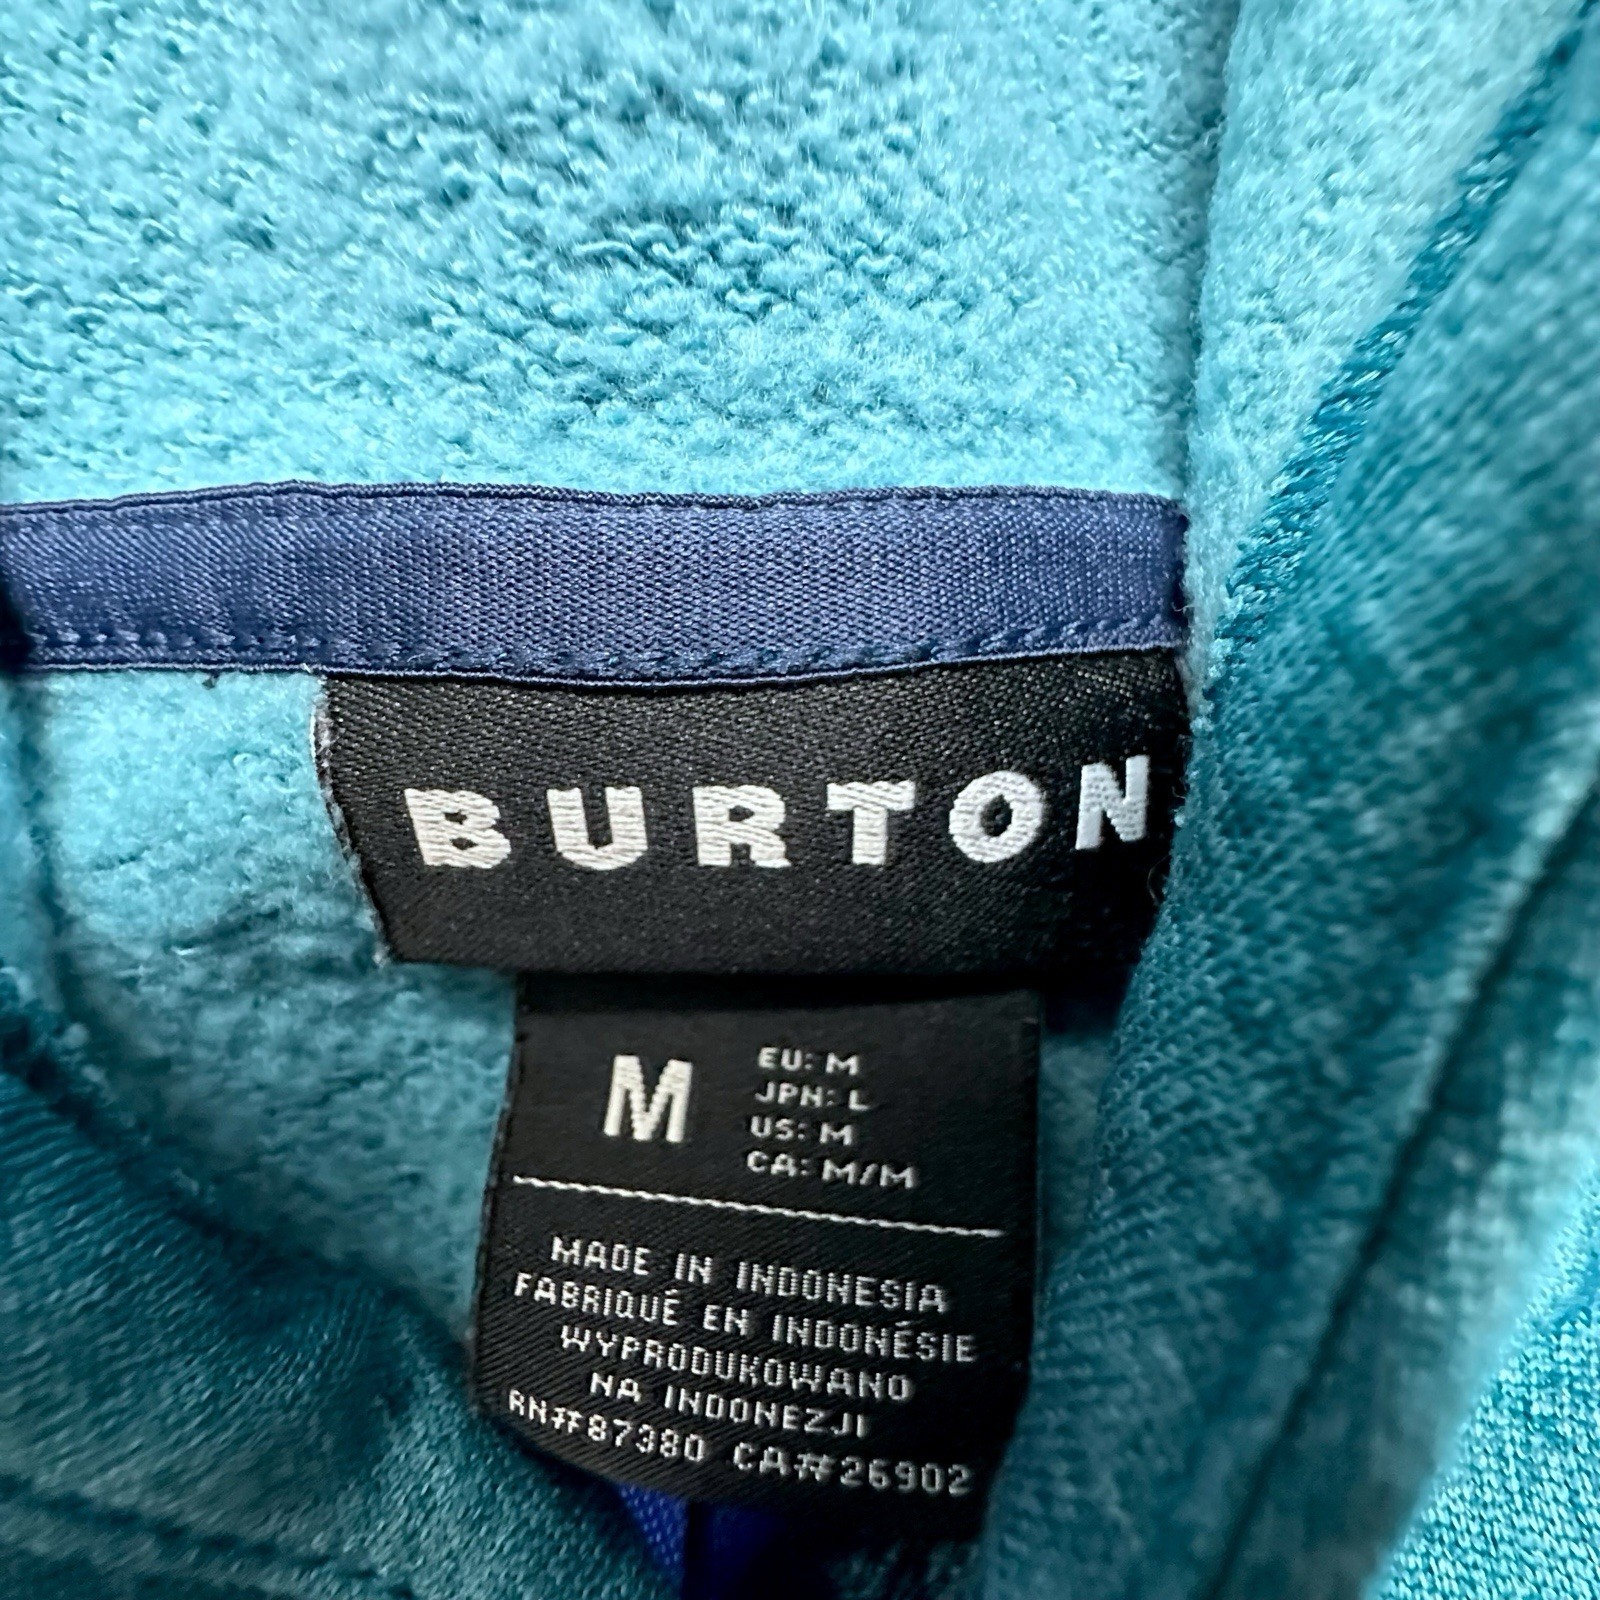 BURTON
M
EU: M
JPN: L
US: M
CA: M/M
MADE IN INDONESIA
FABRIQUÉ EN INDONÉSIE
WYPRODUKOWANO
NA INDONEZJI
RN#87380 CA#26902